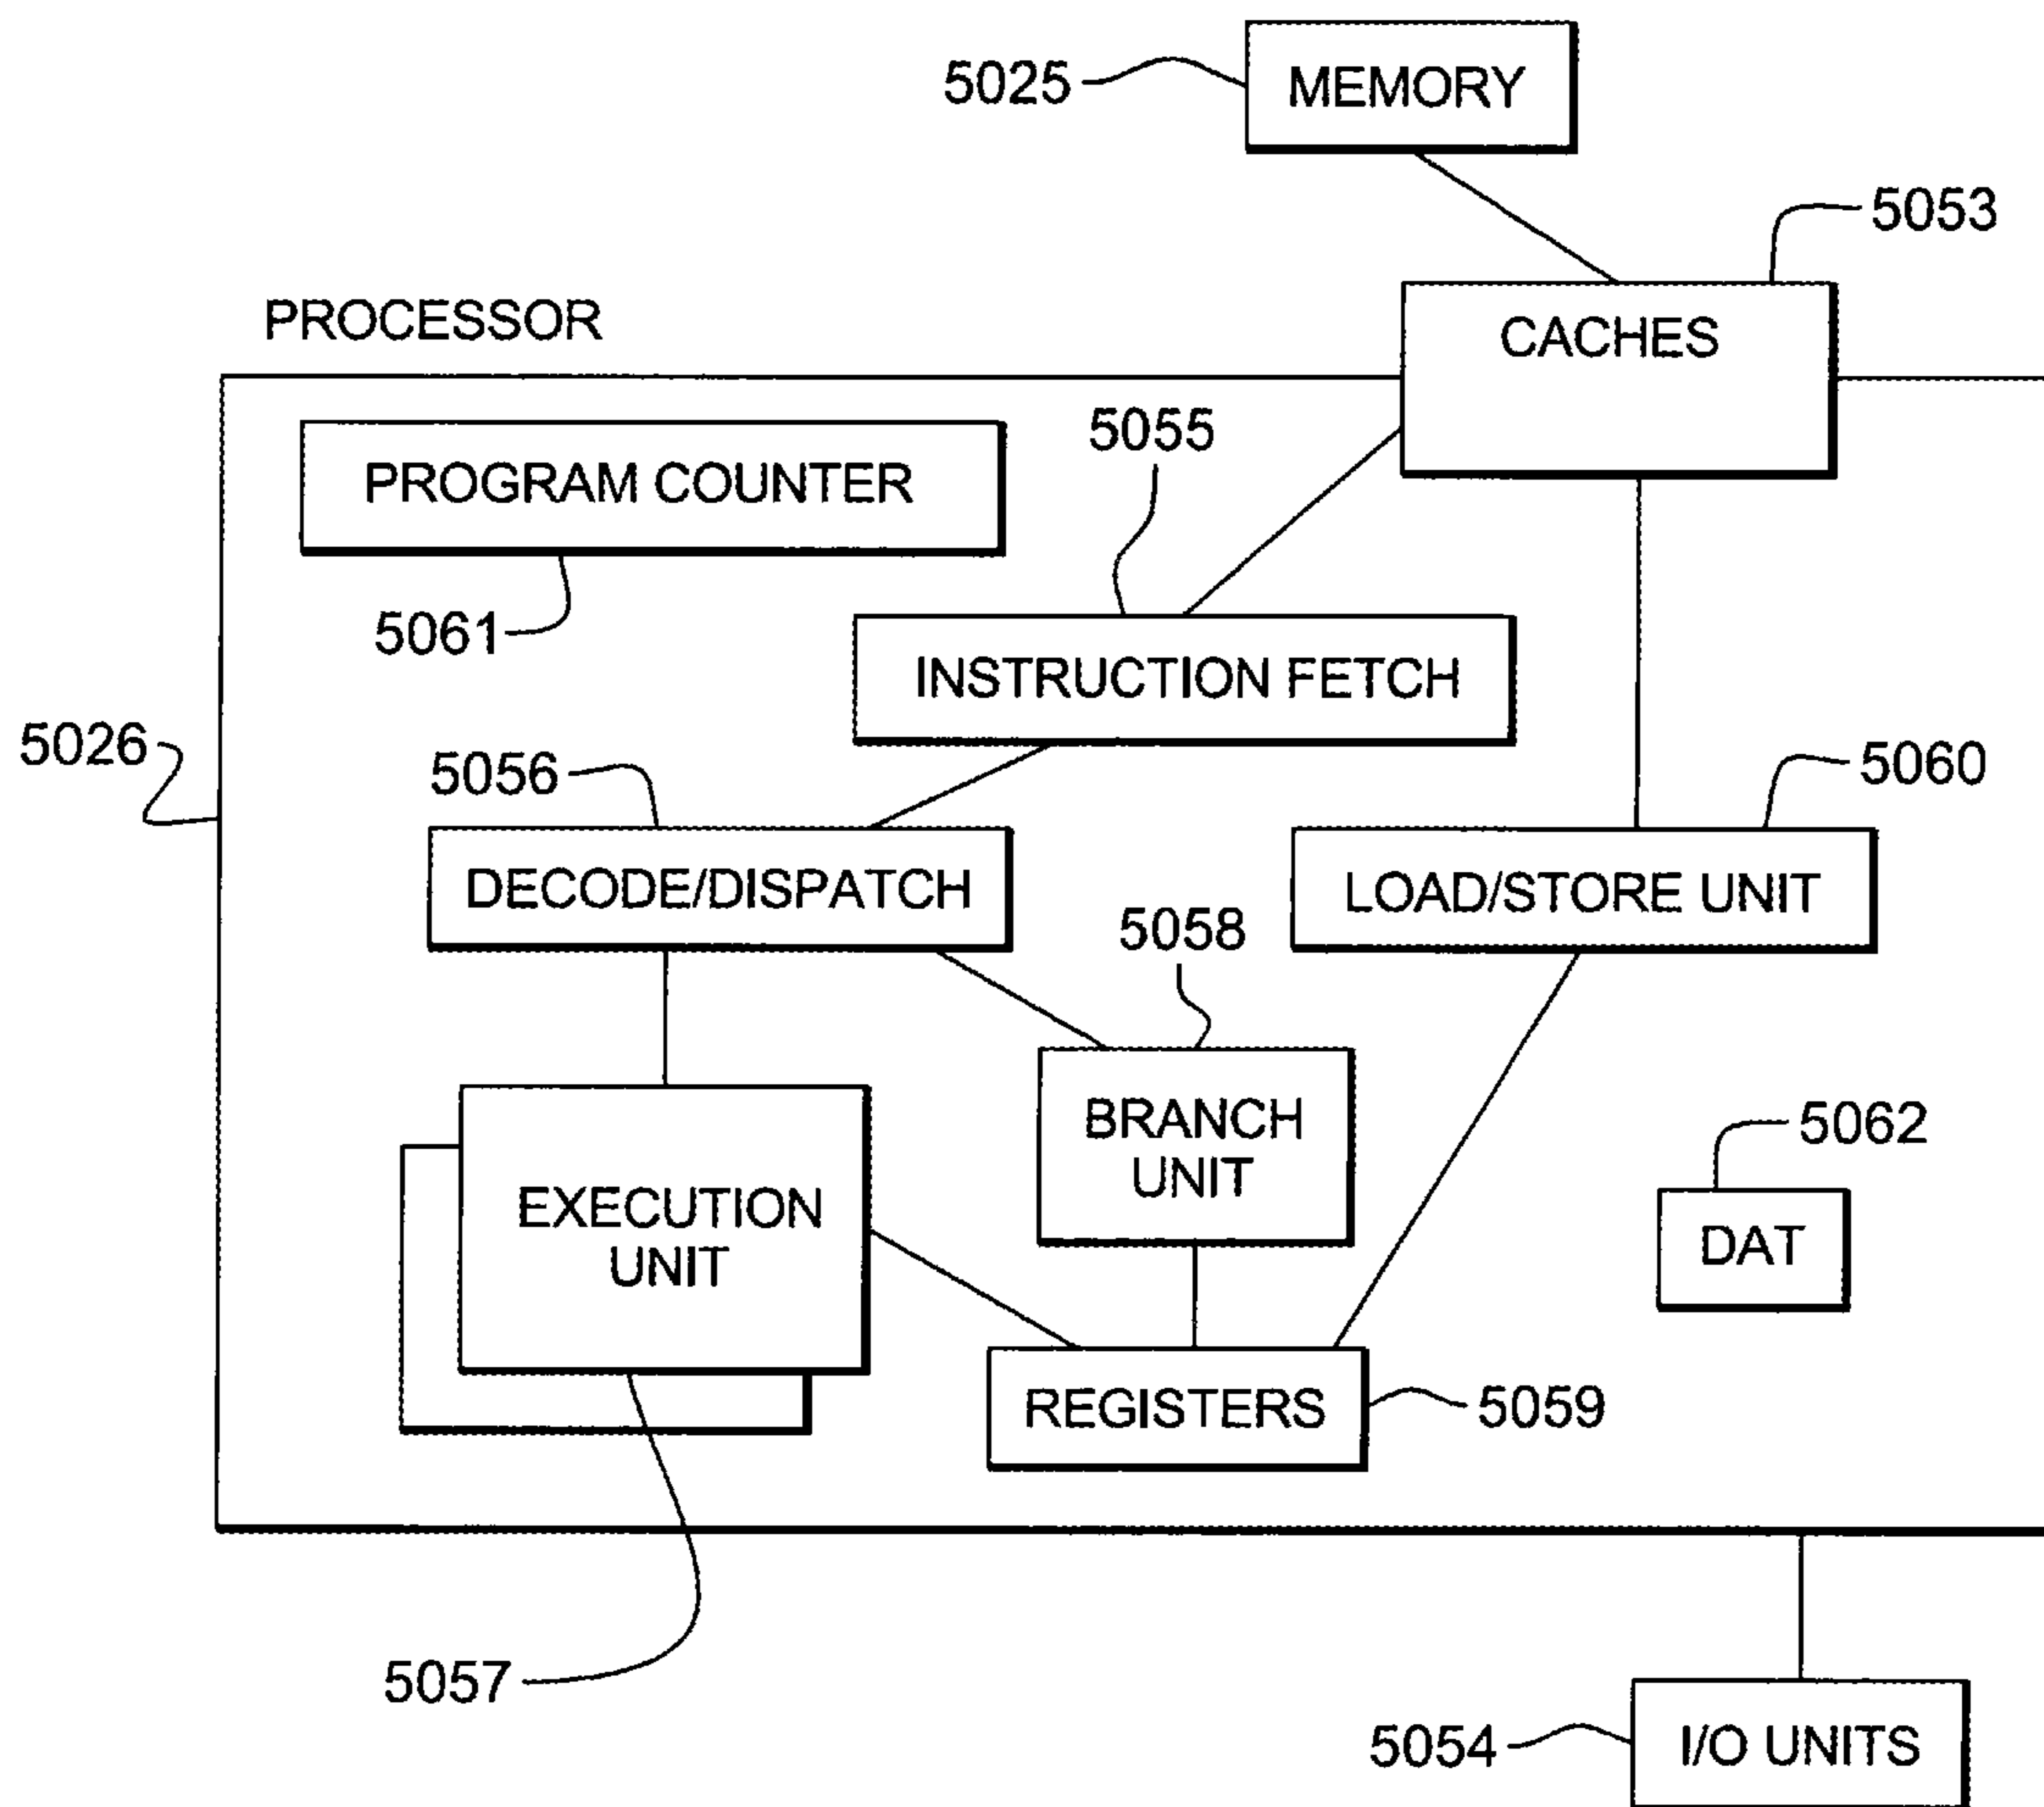 5025
MEMORY
5053
PROCESSOR
CACHES
5055
PROGRAM COUNTER
5061
INSTRUCTION FETCH
5026
5056
5060
DECODE/DISPATCH
LOAD/STORE UNIT
5058
BRANCH
UNIT
5062
EXECUTION
UNIT
DAT
REGISTERS
5059
5057
5054
I/O UNITS